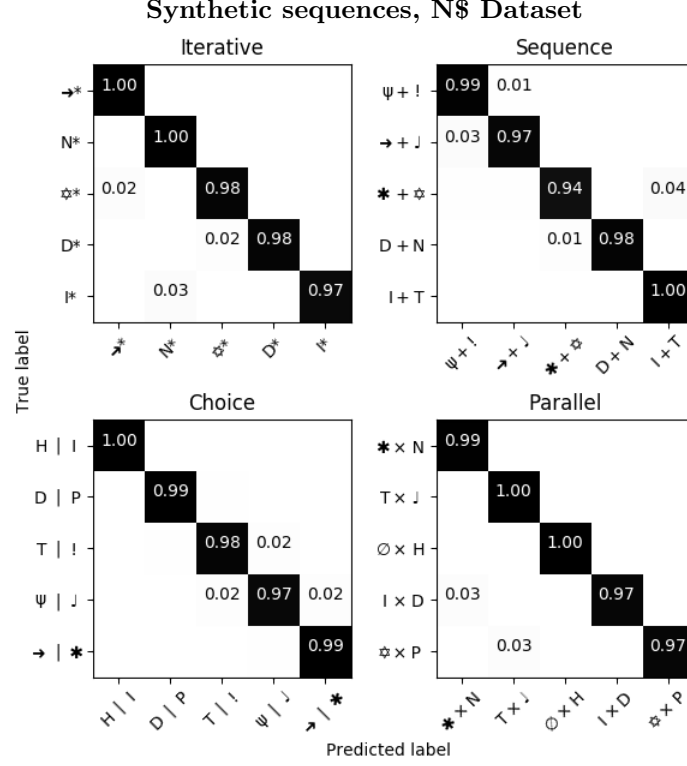 Synthetic sequences, N$ Dataset
Iterative
➔*
N*
✡*
D*
I*
1.00
1.00
0.02 0.98
0.02 0.98
0.03 0.97
➔* N* ✡* D* I*
Sequence
ψ + !
➔ + ♩
✱ + ✡
D + N
I + T
0.99 0.01
0.03 0.97
0.94 0.04
0.01 0.98
1.00
ψ + ! ➔ + ♩ ✱ + ✡ D + N I + T
True label
Choice
H | I
D | P
T | !
ψ | ♩
➔ | ✱
1.00
0.99
0.98 0.02
0.02 0.97 0.02
0.99
H | I D | P T | ! ψ | ♩ ➔ | ✱
Parallel
✱ × N
T × ♩
∅ × H
I × D
✡ × P
0.99
1.00
1.00
0.03 0.97
0.03 0.97
✱ × N T × ♩ ∅ × H I × D ✡ × P
Predicted label